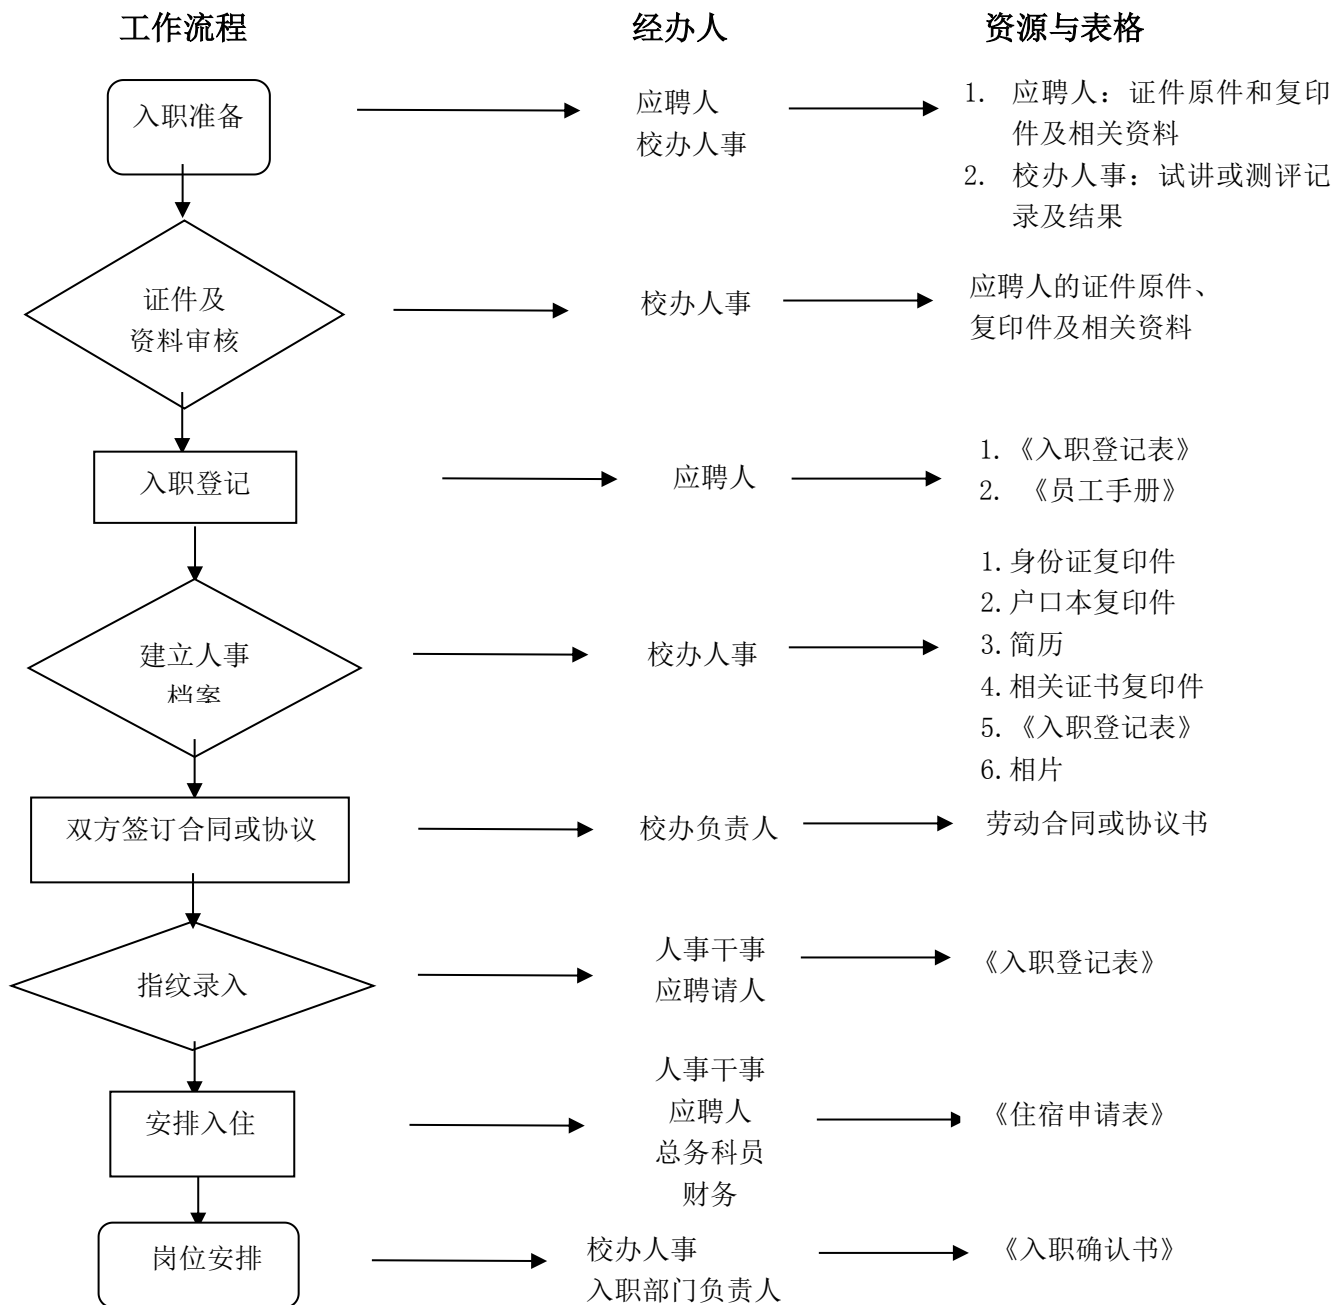 工作流程 经办人 资源与表格
入职准备
应聘人
校办人事
1. 应聘人：证件原件和复印
件及相关资料
2. 校办人事：试讲或测评记
录及结果
证件及
资料审核
校办人事
应聘人的证件原件、
复印件及相关资料
入职登记
应聘人
1.《入职登记表》
2. 《员工手册》
建立人事
档案
校办人事
1.身份证复印件
2.户口本复印件
3.简历
4.相关证书复印件
5.《入职登记表》
6.相片
双方签订合同或协议
校办负责人
劳动合同或协议书
指纹录入
人事干事
应聘请人
《入职登记表》
安排入住
人事干事
应聘人
总务科员
财务
《住宿申请表》
岗位安排
校办人事
入职部门负责人
《入职确认书》